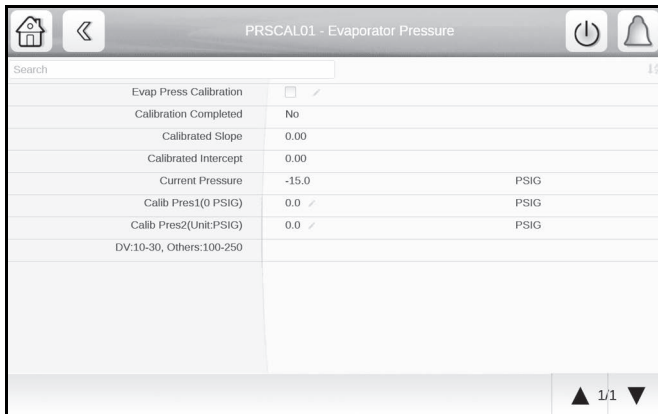 PRSCAL01 - Evaporator Pressure
Search
Evap Press Calibration
Calibration Completed No
Calibrated Slope 0.00
Calibrated Intercept 0.00
Current Pressure -15.0 PSIG
Calib Pres1(0 PSIG) 0.0 PSIG
Calib Pres2(Unit:PSIG) 0.0 PSIG
DV:10-30, Others:100-250
1/1